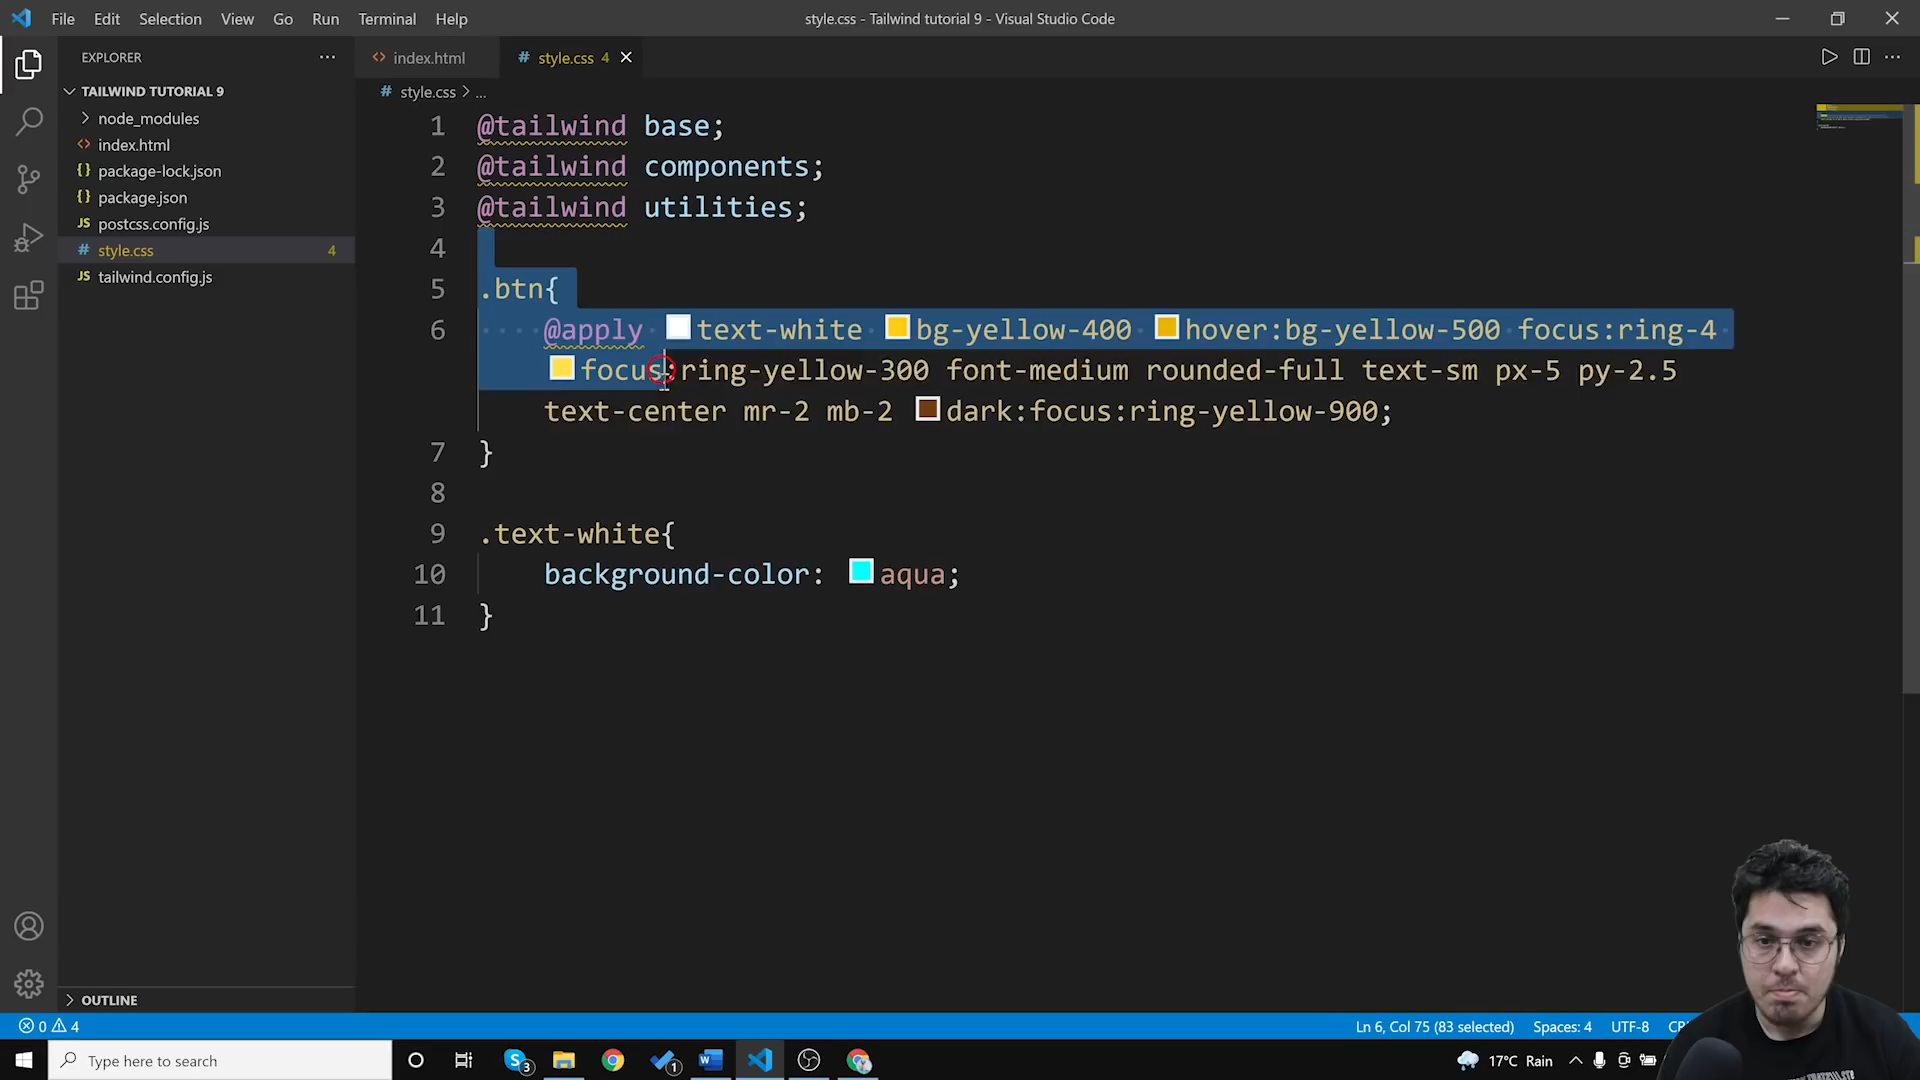 File Edit Selection View Go Run Terminal Help
style.css - Tailwind tutorial 9 - Visual Studio Code
EXPLORER
TAILWIND TUTORIAL 9
node_modules
index.html
package-lock.json
package.json
postcss.config.js
style.css 4
tailwind.config.js
OUTLINE
index.html
style.css 4
style.css > ...
1 @tailwind base;
2 @tailwind components;
3 @tailwind utilities;
4
5 .btn{
6 @apply text-white bg-yellow-400 hover:bg-yellow-500 focus:ring-4
focus:ring-yellow-300 font-medium rounded-full text-sm px-5 py-2.5
text-center mr-2 mb-2 dark:focus:ring-yellow-900;
7 }
8
9 .text-white{
10 background-color: aqua;
11 }
0 4
Ln 6, Col 75 (83 selected) Spaces: 4 UTF-8
Type here to search
3
1
17°C Rain